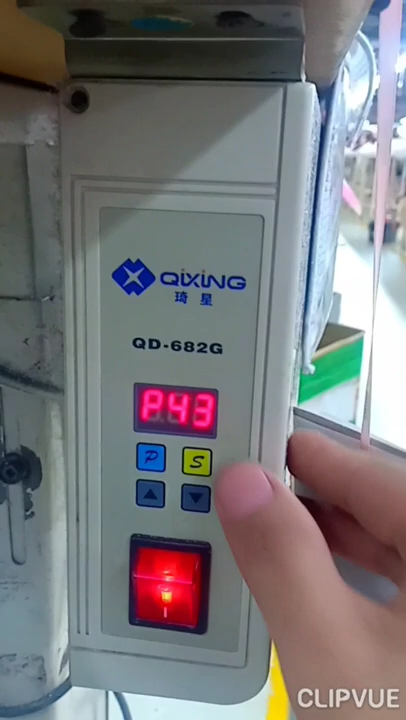 QiXING
琦星
QD-682G
P43
P
S
CLIPVUE